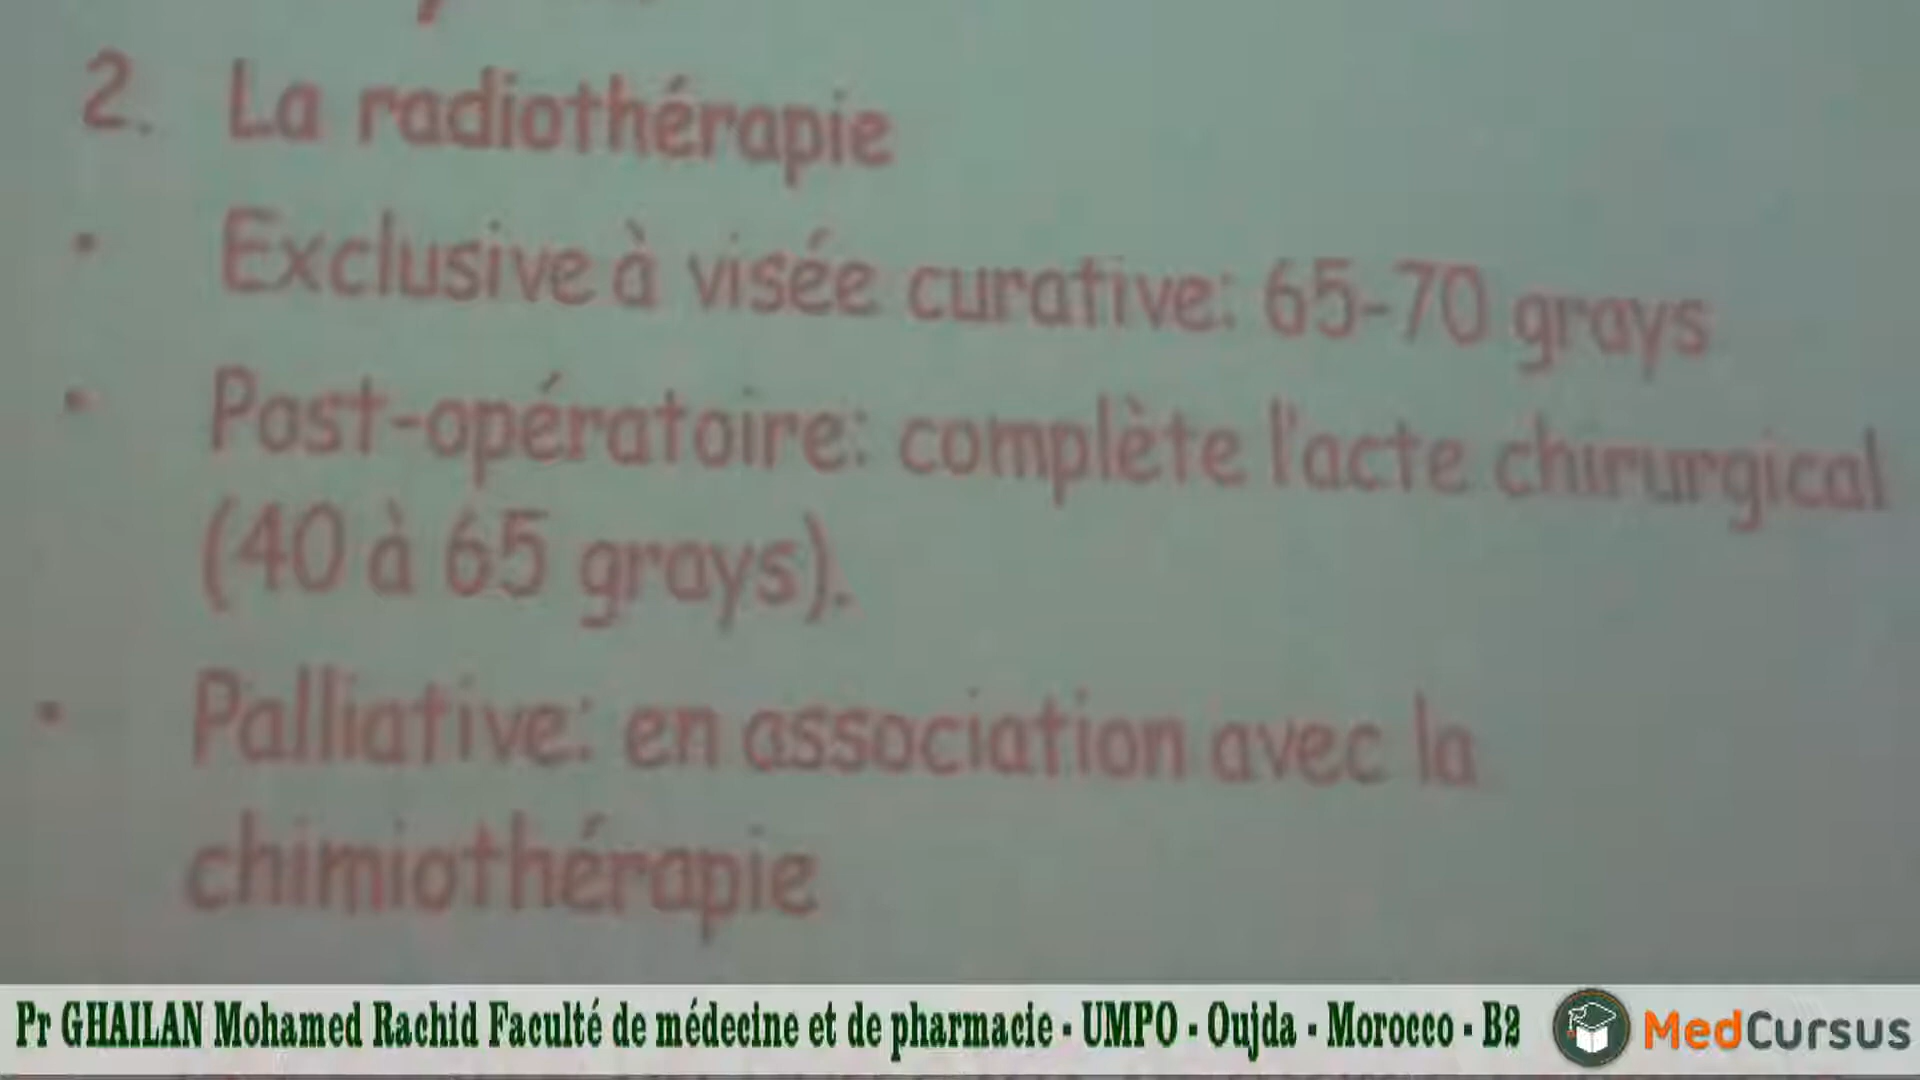 2. La radiothérapie
• Exclusive à visée curative: 65-70 grays
• Post-opératoire: complète l'acte chirurgical
(40 à 65 grays).
• Palliative: en association avec la
chimiothérapie
Pr GHAILAN Mohamed Rachid Faculté de médecine et de pharmacie - UMPO - Oujda - Morocco - B2
MedCursus